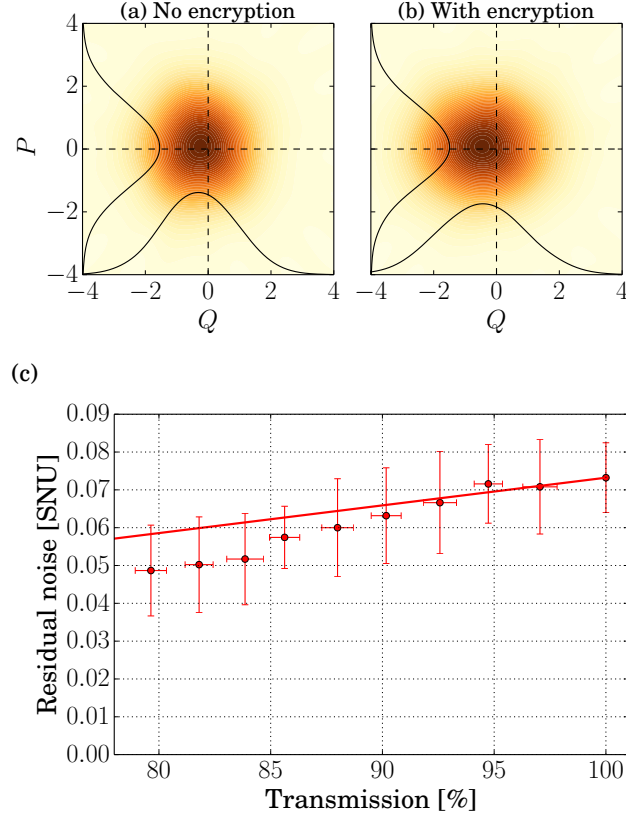 (a) No encryption (b) With encryption
4
2
P 0
−2
−4
−4 −2 0 2 4 −4 −2 0 2 4
Q Q
(c)
0.09
0.08
0.07
0.06
0.05
0.04
0.03
0.02
0.01
0.00
Residual noise [SNU]
80 85 90 95 100
Transmission [%]